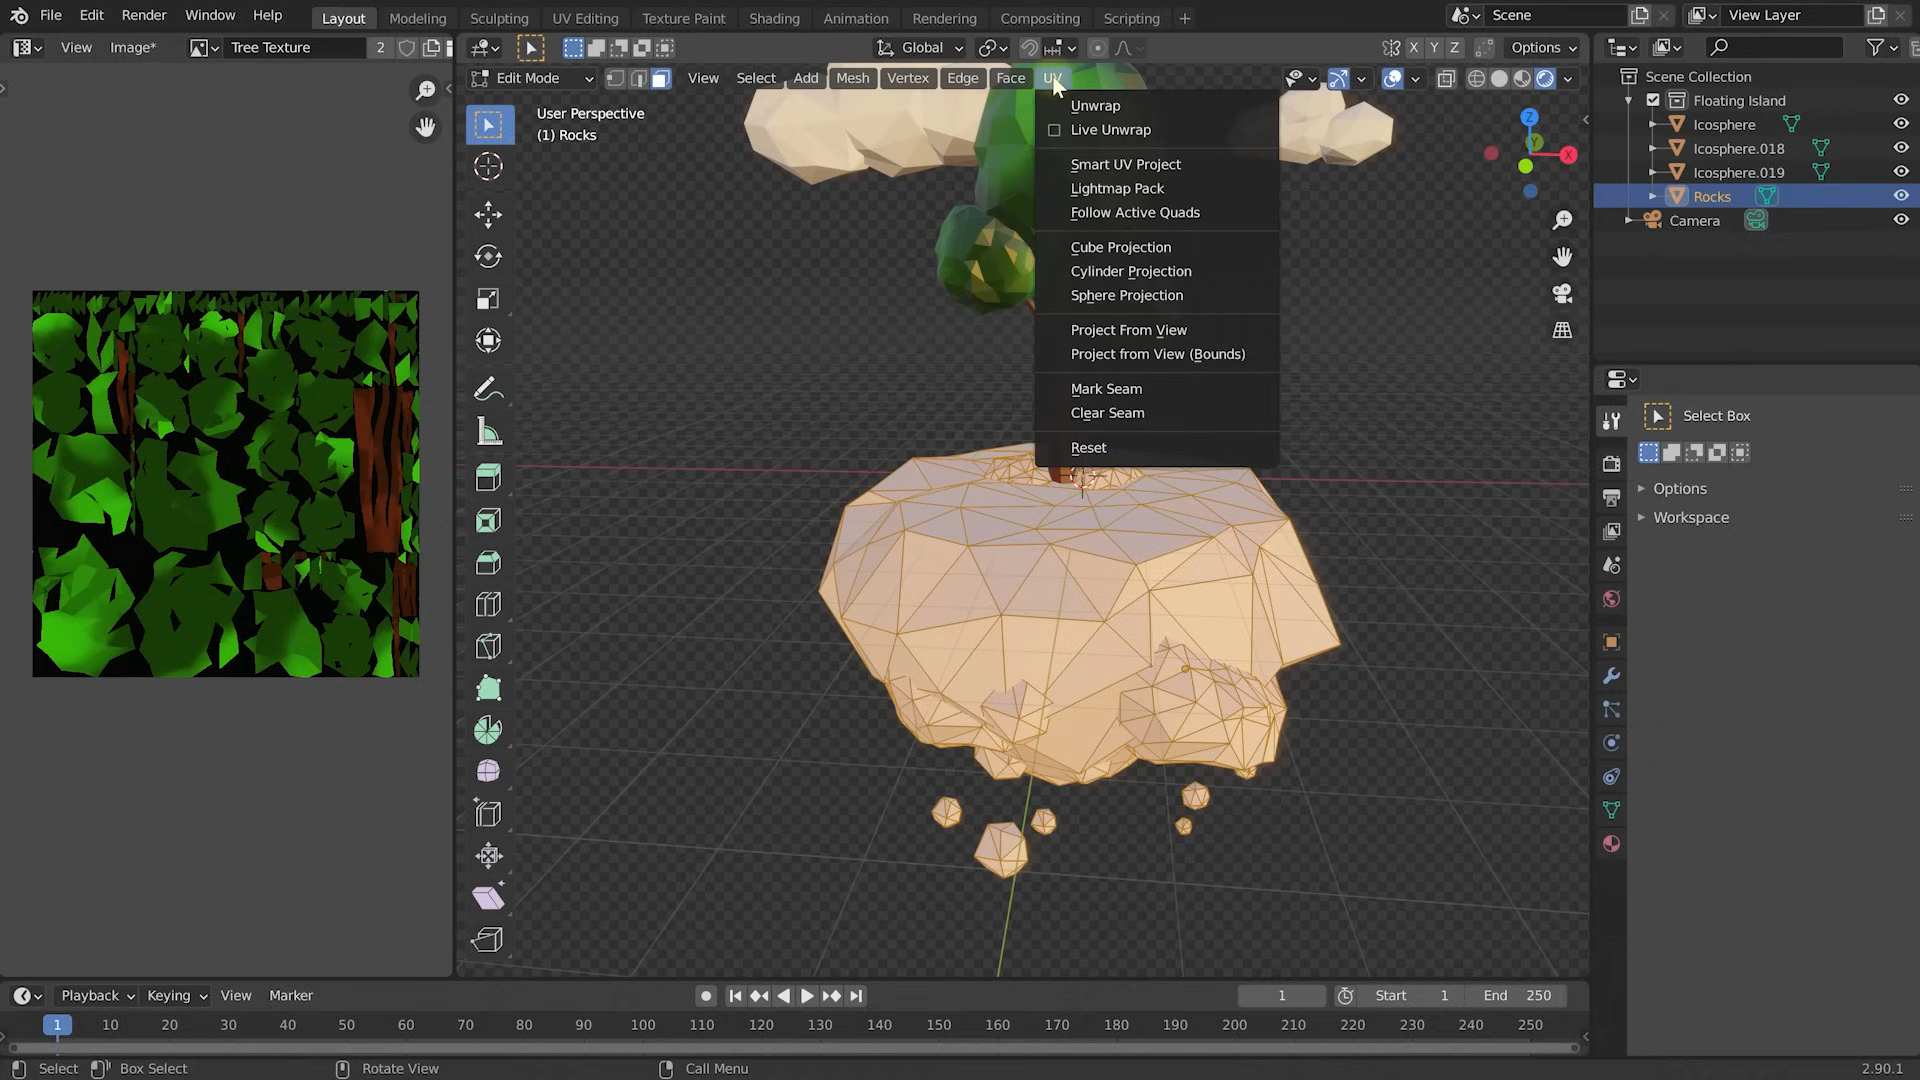 File Edit Render Window Help Layout Modeling Sculpting UV Editing Texture Paint Shading Animation Rendering Compositing Scripting + Scene View Layer
View Image* Tree Texture 2 Global X Y Z Options
Edit Mode View Select Add Mesh Vertex Edge Face UV
Scene Collection
Floating Island
Icosphere
Icosphere.018
Icosphere.019
Rocks
Camera
User Perspective
(1) Rocks
Z
Y
X
Unwrap
Live Unwrap
Smart UV Project
Lightmap Pack
Follow Active Quads
Cube Projection
Cylinder Projection
Sphere Projection
Project From View
Project from View (Bounds)
Mark Seam
Clear Seam
Reset
Select Box
Options
Workspace
Playback Keying View Marker 1 Start 1 End 250
1 10 20 30 40 50 60 70 80 90 100 110 120 130 140 150 160 170 180 190 200 210 220 230 240 250
Select Box Select Rotate View Call Menu 2.90.1